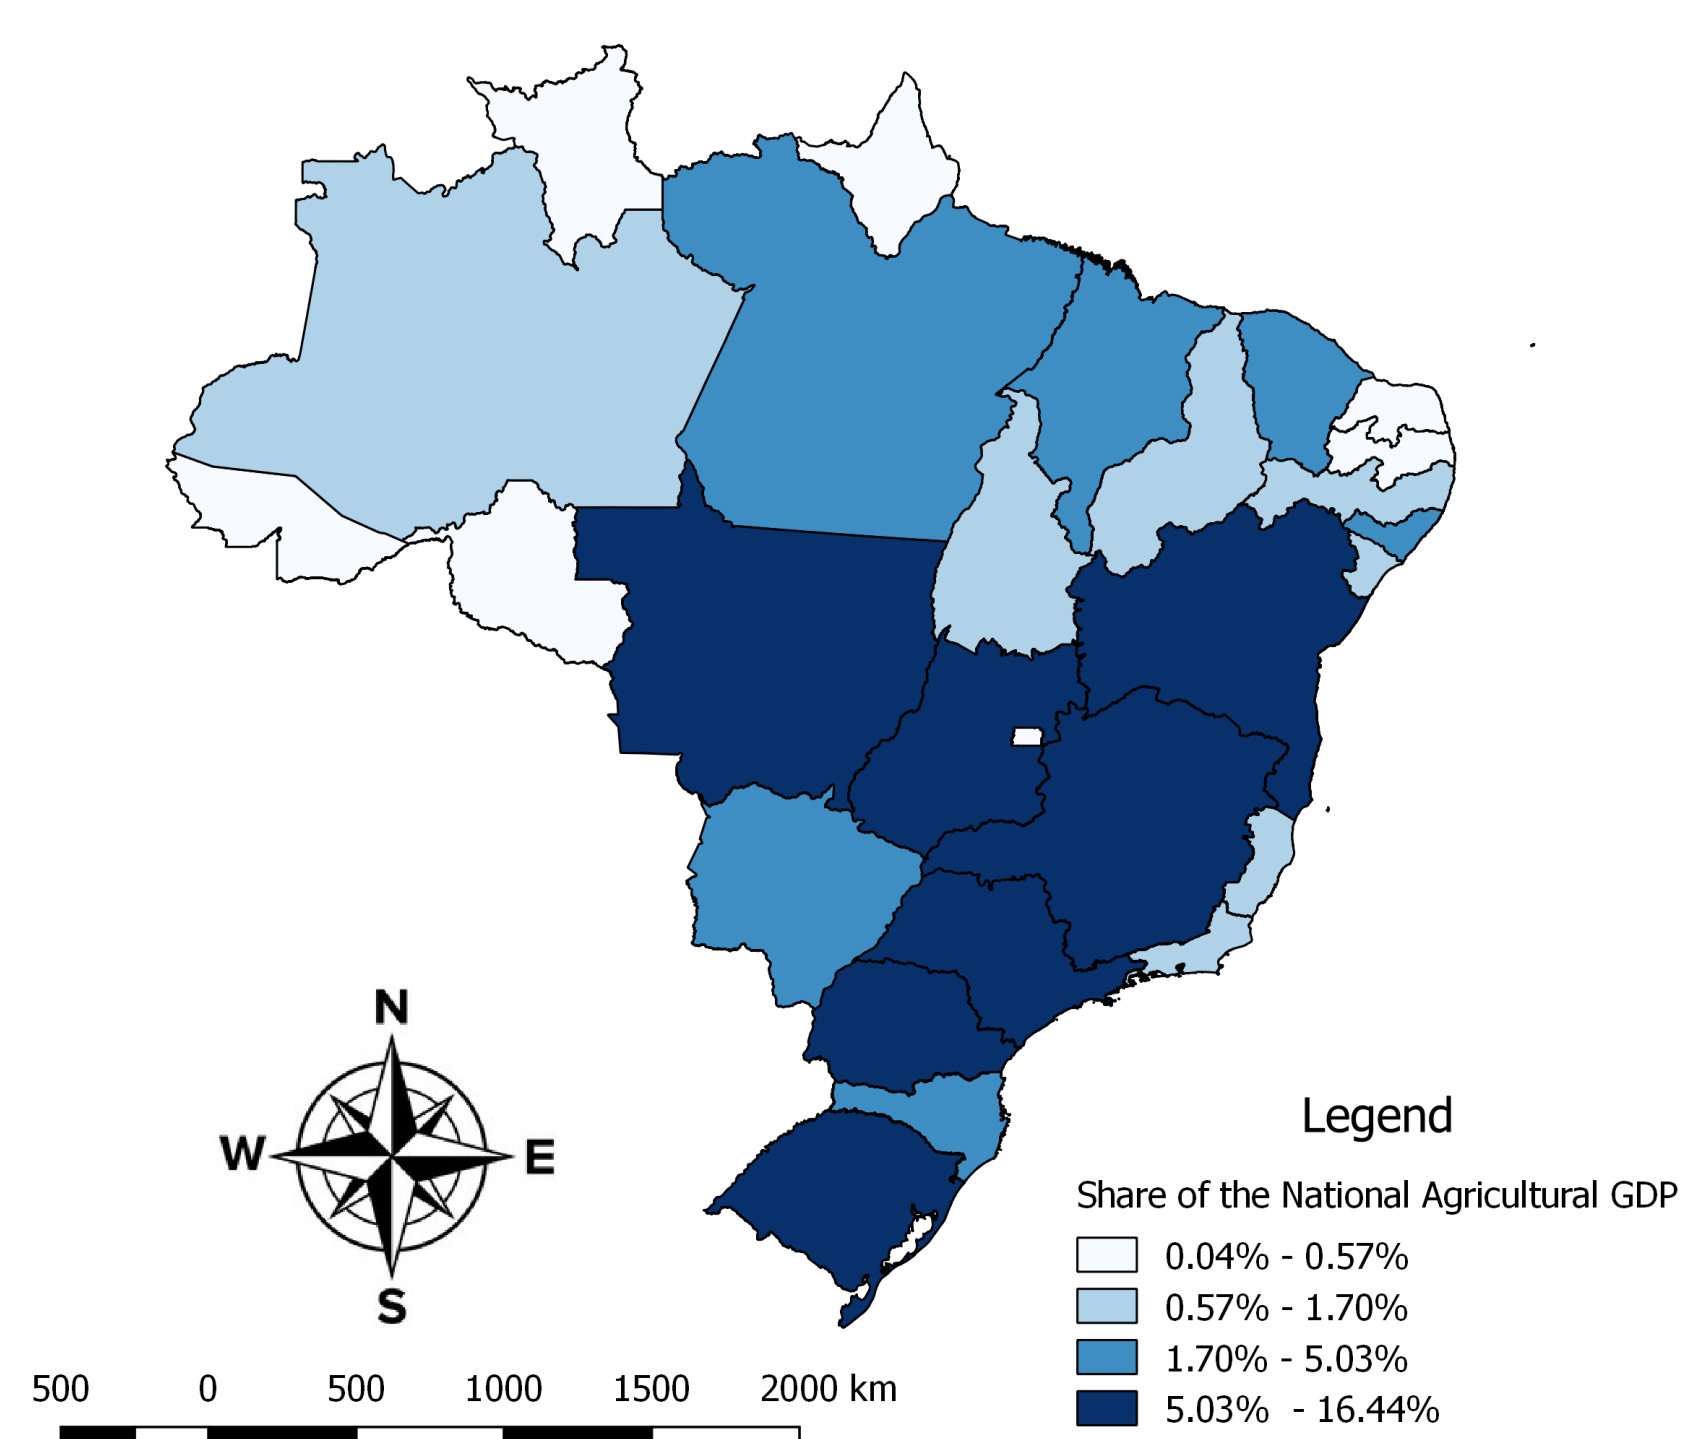 N
W
E
S
Legend
Share of the National Agricultural GDP
0.04% - 0.57%
0.57% - 1.70%
1.70% - 5.03%
5.03%  - 16.44%
500 0 500 1000 1500 2000 km